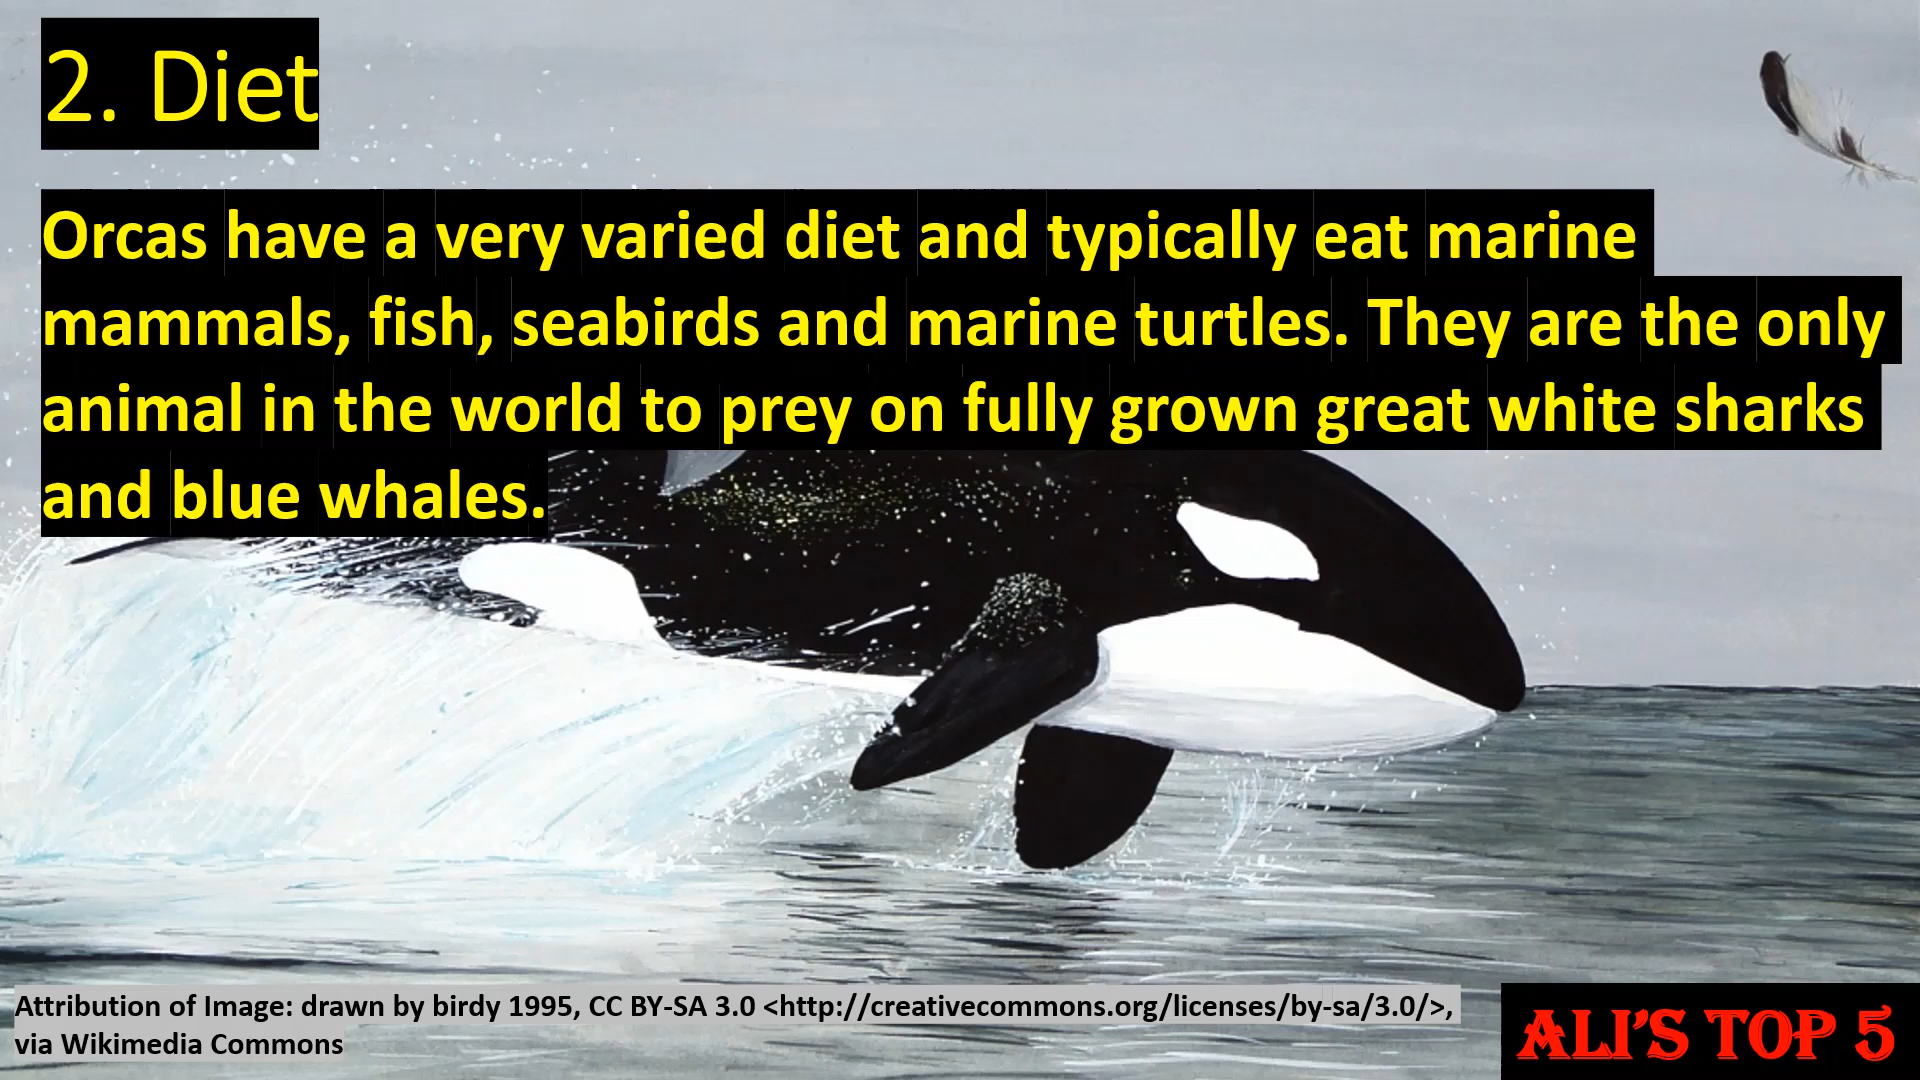 2. Diet
Orcas have a very varied diet and typically eat marine
mammals, fish, seabirds and marine turtles. They are the only
animal in the world to prey on fully grown great white sharks
and blue whales.
Attribution of Image: drawn by birdy 1995, CC BY-SA 3.0 <http://creativecommons.org/licenses/by-sa/3.0/>,
via Wikimedia Commons
ALI'S TOP 5